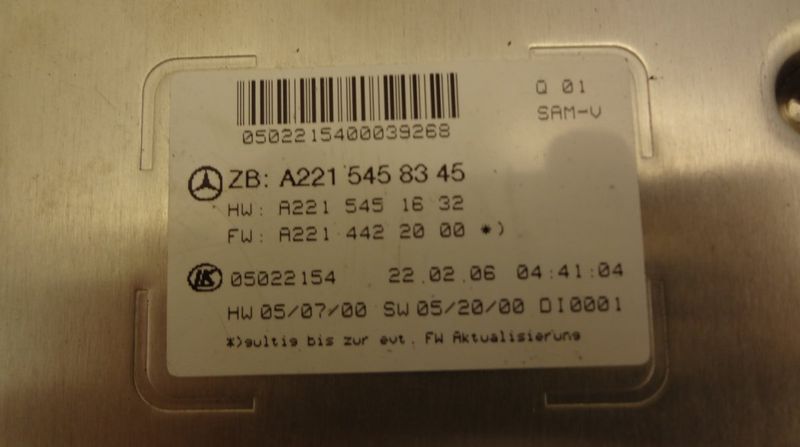 Q 01
SAM-V
0502215400039268
ZB: A221 545 83 45
HW: A221 545 16 32
FW: A221 442 20 00 *)
LK 05022154 22.02.06 04:41:04
HW 05/07/00 SW 05/20/00 DI0001
*)gultig bis zur evt. FW Aktualisierung